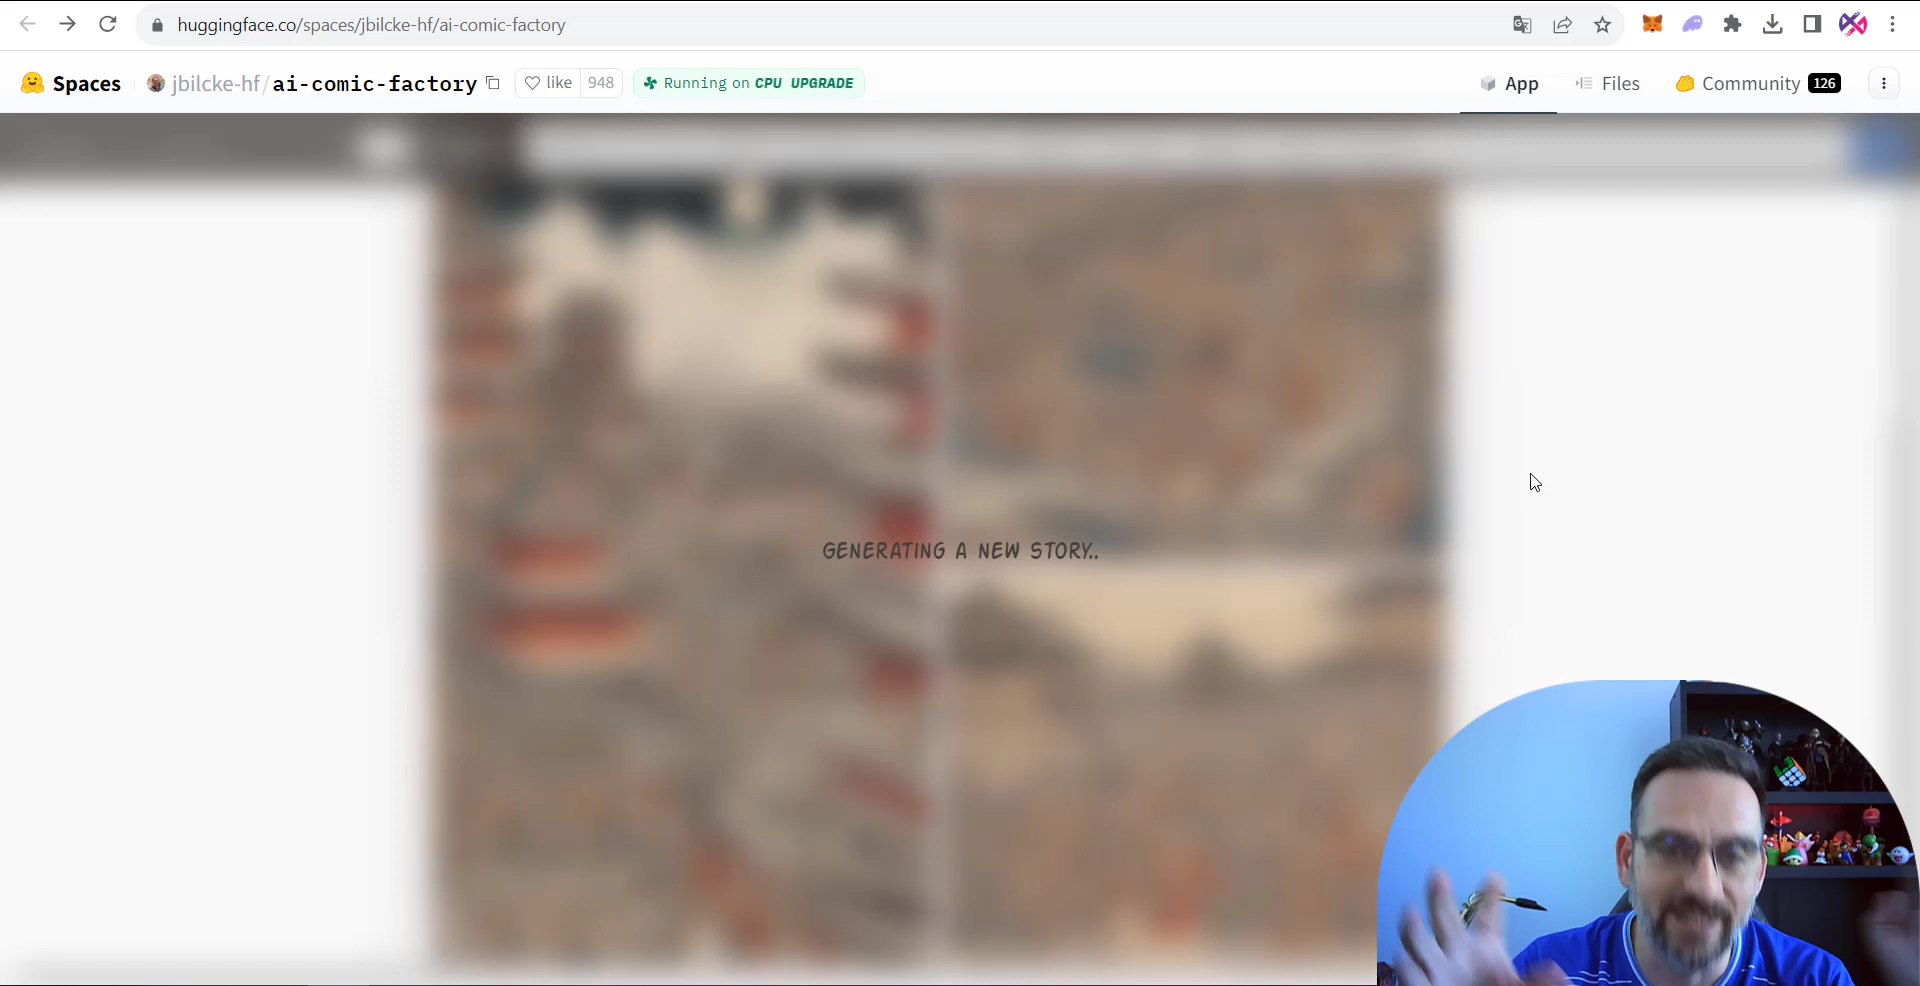 huggingface.co/spaces/jbilcke-hf/ai-comic-factory
Spaces jbilcke-hf/ai-comic-factory like 948 Running on CPU UPGRADE App Files Community 126
GENERATING A NEW STORY..